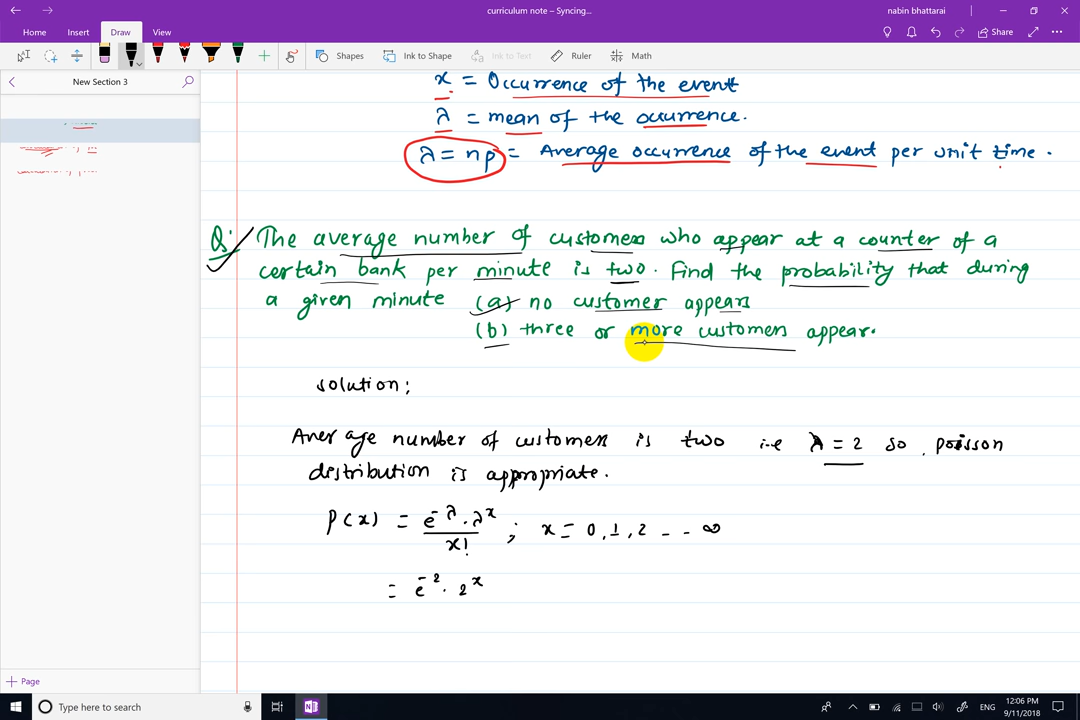 curriculum note – Syncing...
nabin bhattarai
Home Insert Draw View
Share
Shapes
Ink to Shape
Ink to Text
Ruler
Math
New Section 3
x = Occurrence of the event
λ = mean of the ocurrence.
λ = np = Average occurrence of the event per unit time.
Q: The average number of customers who appear at a counter of a
certain bank per minute is two. Find the probability that during
a given minute (a) no customer appears
(b) three or more customers appear.
solution;
Average number of customers is two i.e λ = 2 so, poisson
distribution is appropriate.
P(x) = e^-λ · λ^x / x! ; x = 0, 1, 2 - - - ∞
= e^-2 · 2^x
+ Page
Type here to search
ENG
12:06 PM
9/11/2018